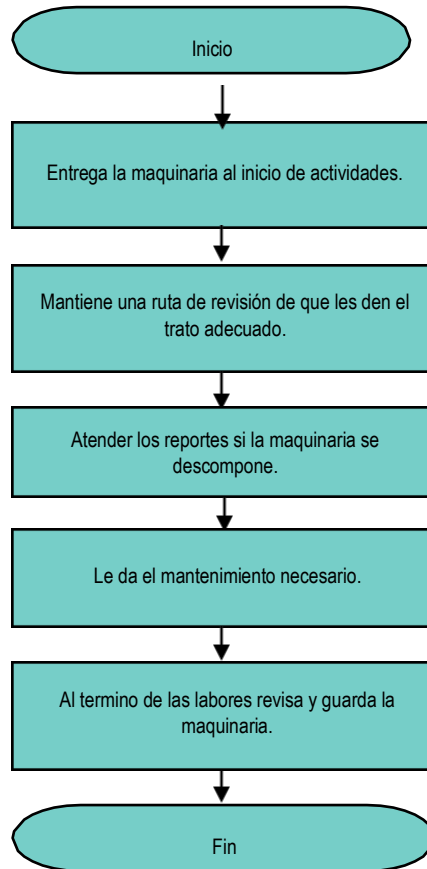 Inicio
Entrega la maquinaria al inicio de actividades.
Mantiene una ruta de revisión de que les den el
trato adecuado.
Atender los reportes si la maquinaria se
descompone.
Le da el mantenimiento necesario.
Al termino de las labores revisa y guarda la
maquinaria.
Fin